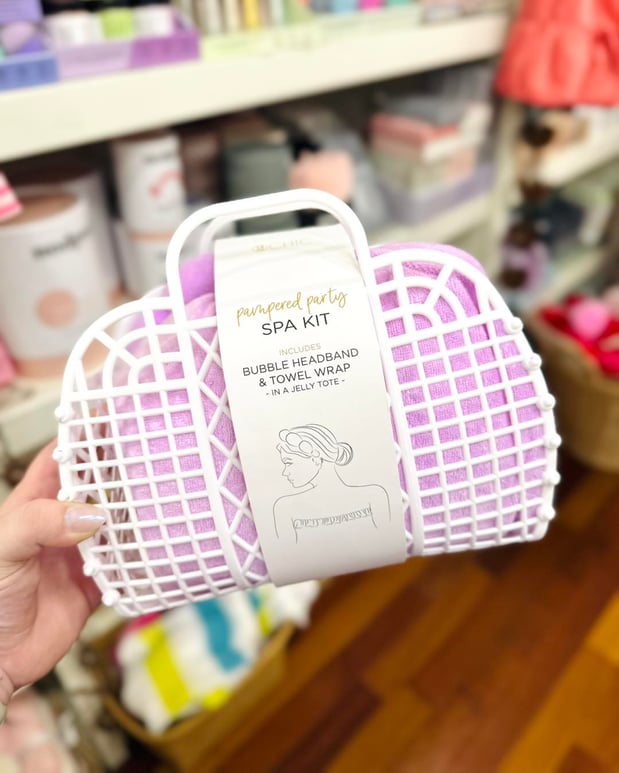 pampered party
SPA KIT
INCLUDES
BUBBLE HEADBAND
& TOWEL WRAP
- IN A JELLY TOTE -